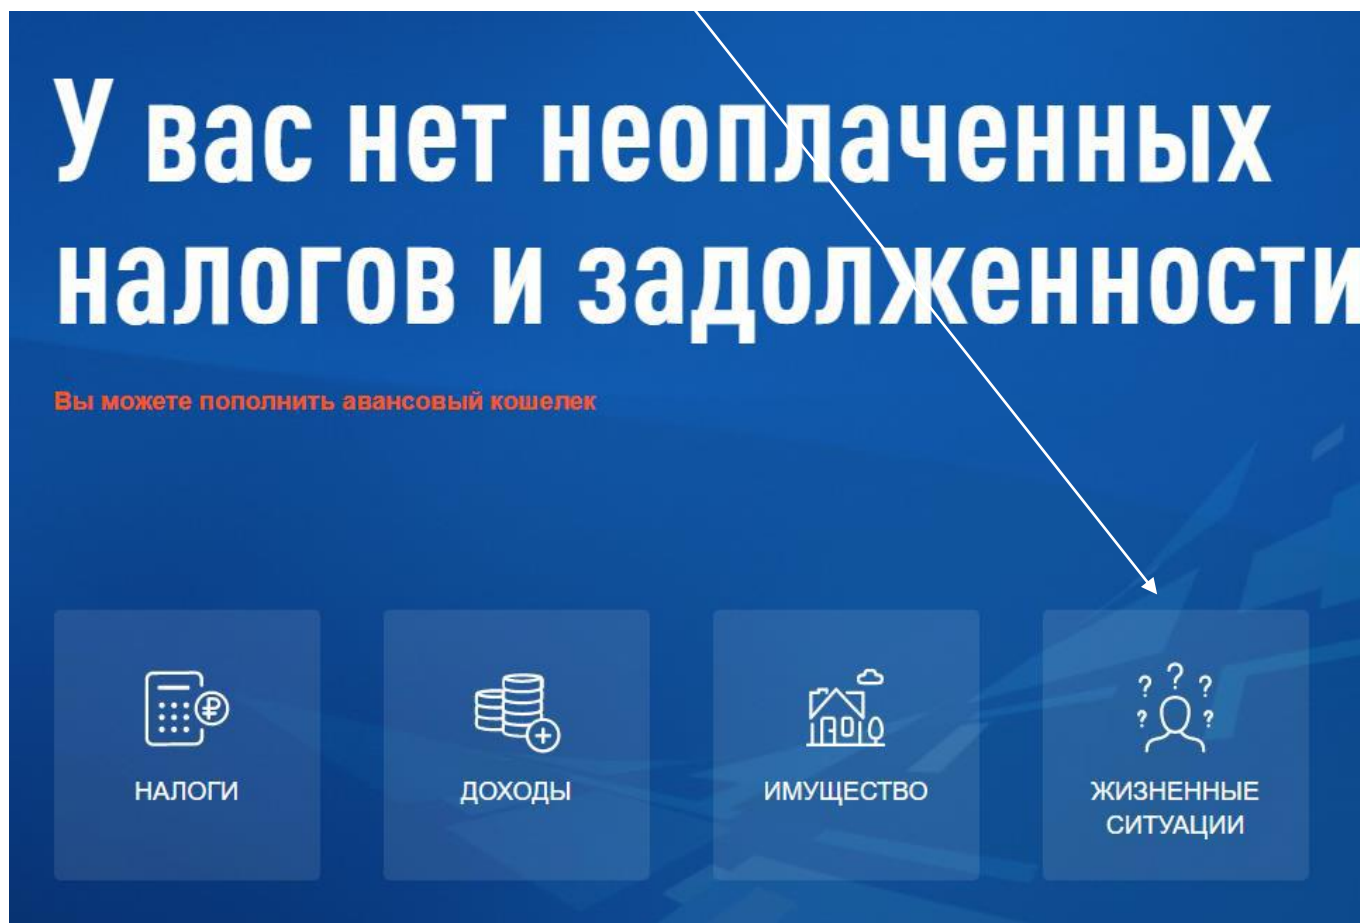 У вас нет неоплаченных
налогов и задолженности
Вы можете пополнить авансовый кошелек
НАЛОГИ
ДОХОДЫ
ИМУЩЕСТВО
ЖИЗНЕННЫЕ
СИТУАЦИИ